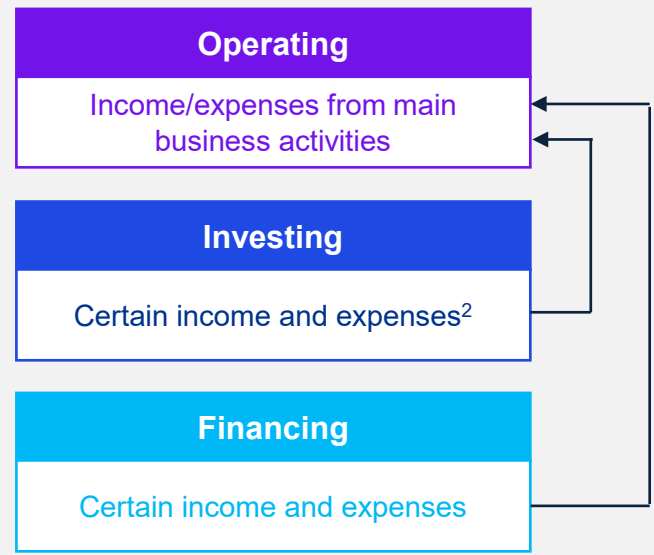 Operating
Income/expenses from main
business activities
Investing
Certain income and expenses²
Financing
Certain income and expenses